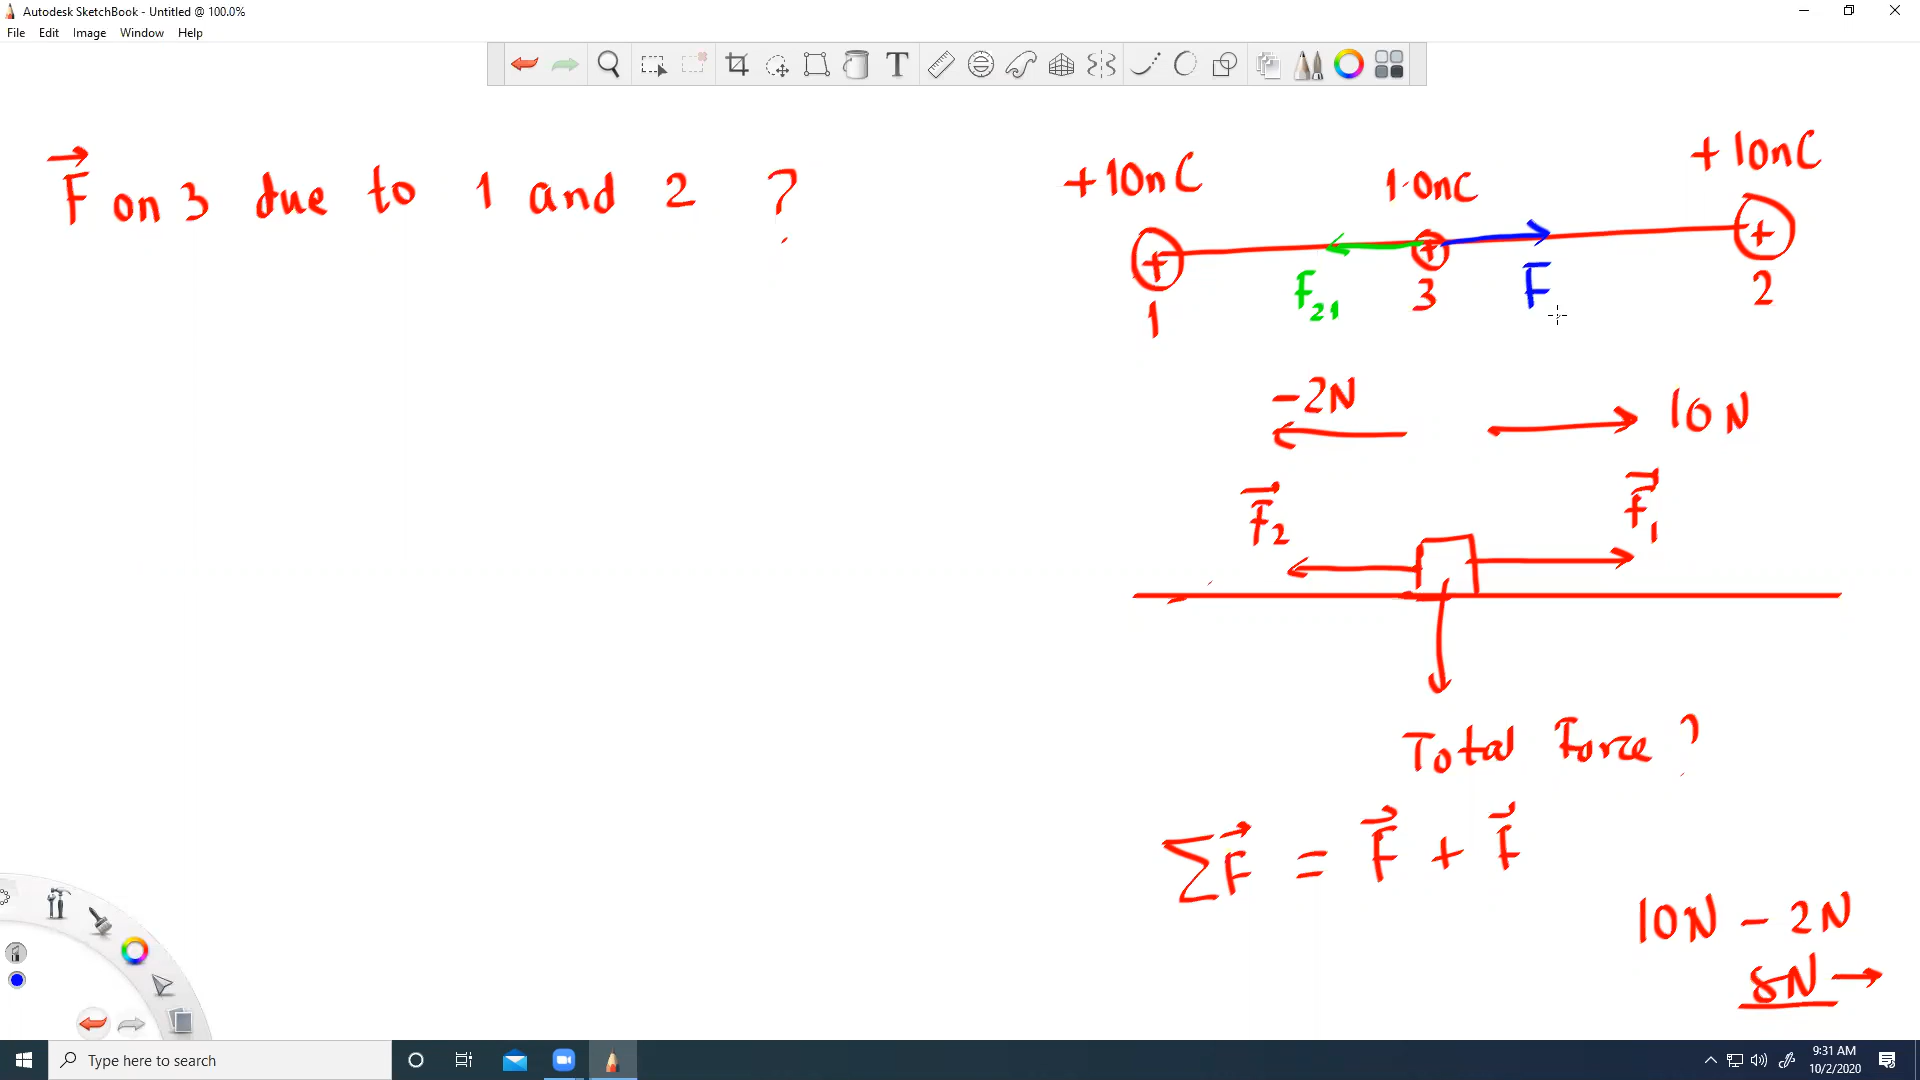 Autodesk SketchBook - Untitled @ 100.0%
File Edit Image Window Help
T
F on 3 due to 1 and 2 ?
+10nC 1.0nC +10nC
+ + +
1 3 2
F21 F
-2N 10N
F2 F1
Total Force ?
∑F = F + F
10N - 2N
8N →
Type here to search
9:31 AM
10/2/2020